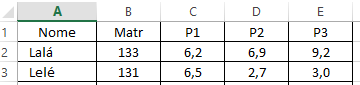 A B C D E
1 Nome Matr P1 P2 P3
2 Lalá 133 6,2 6,9 9,2
3 Lelé 131 6,5 2,7 3,0